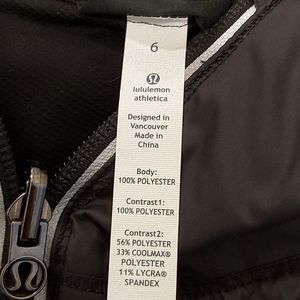 6
lululemon
athletica
Designed in
Vancouver
Made in
China
Body:
100% POLYESTER
Contrast1:
100% POLYESTER
Contrast2:
56% POLYESTER
33% COOLMAX®
POLYESTER
11% LYCRA®
SPANDEX